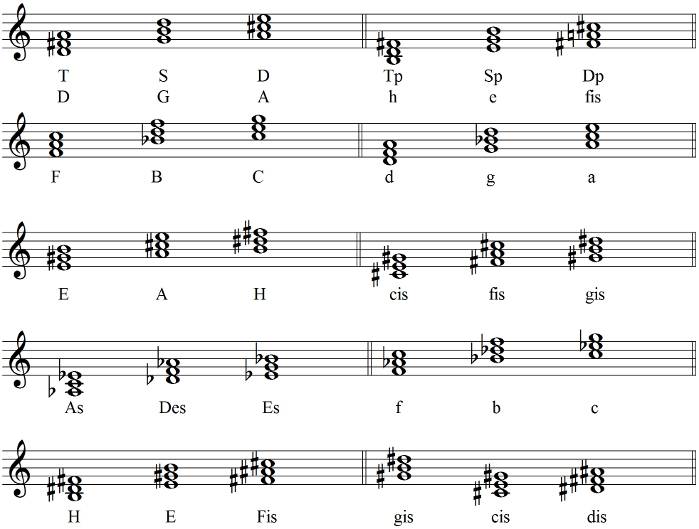 T S D Tp Sp Dp
D G A h e fis
F B C d g a
E A H cis fis gis
As Des Es f b c
H E Fis gis cis dis